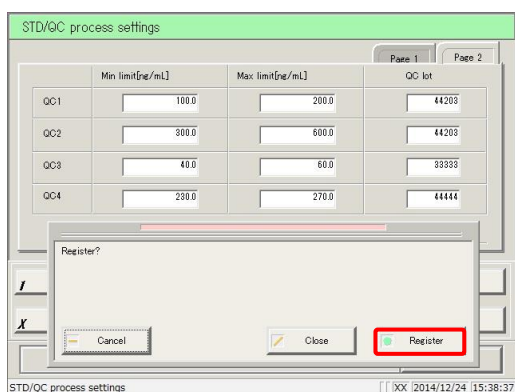 STD/QC process settings
Page 1 Page 2
Min limit[ng/mL] Max limit[ng/mL] QC lot
QC1 100.0 200.0 44203
QC2 300.0 600.0 44203
QC3 40.0 60.0 33333
QC4 230.0 270.0 44444
Register?
1
X
Cancel Close Register
STD/QC process settings XX 2014/12/24 15:38:37